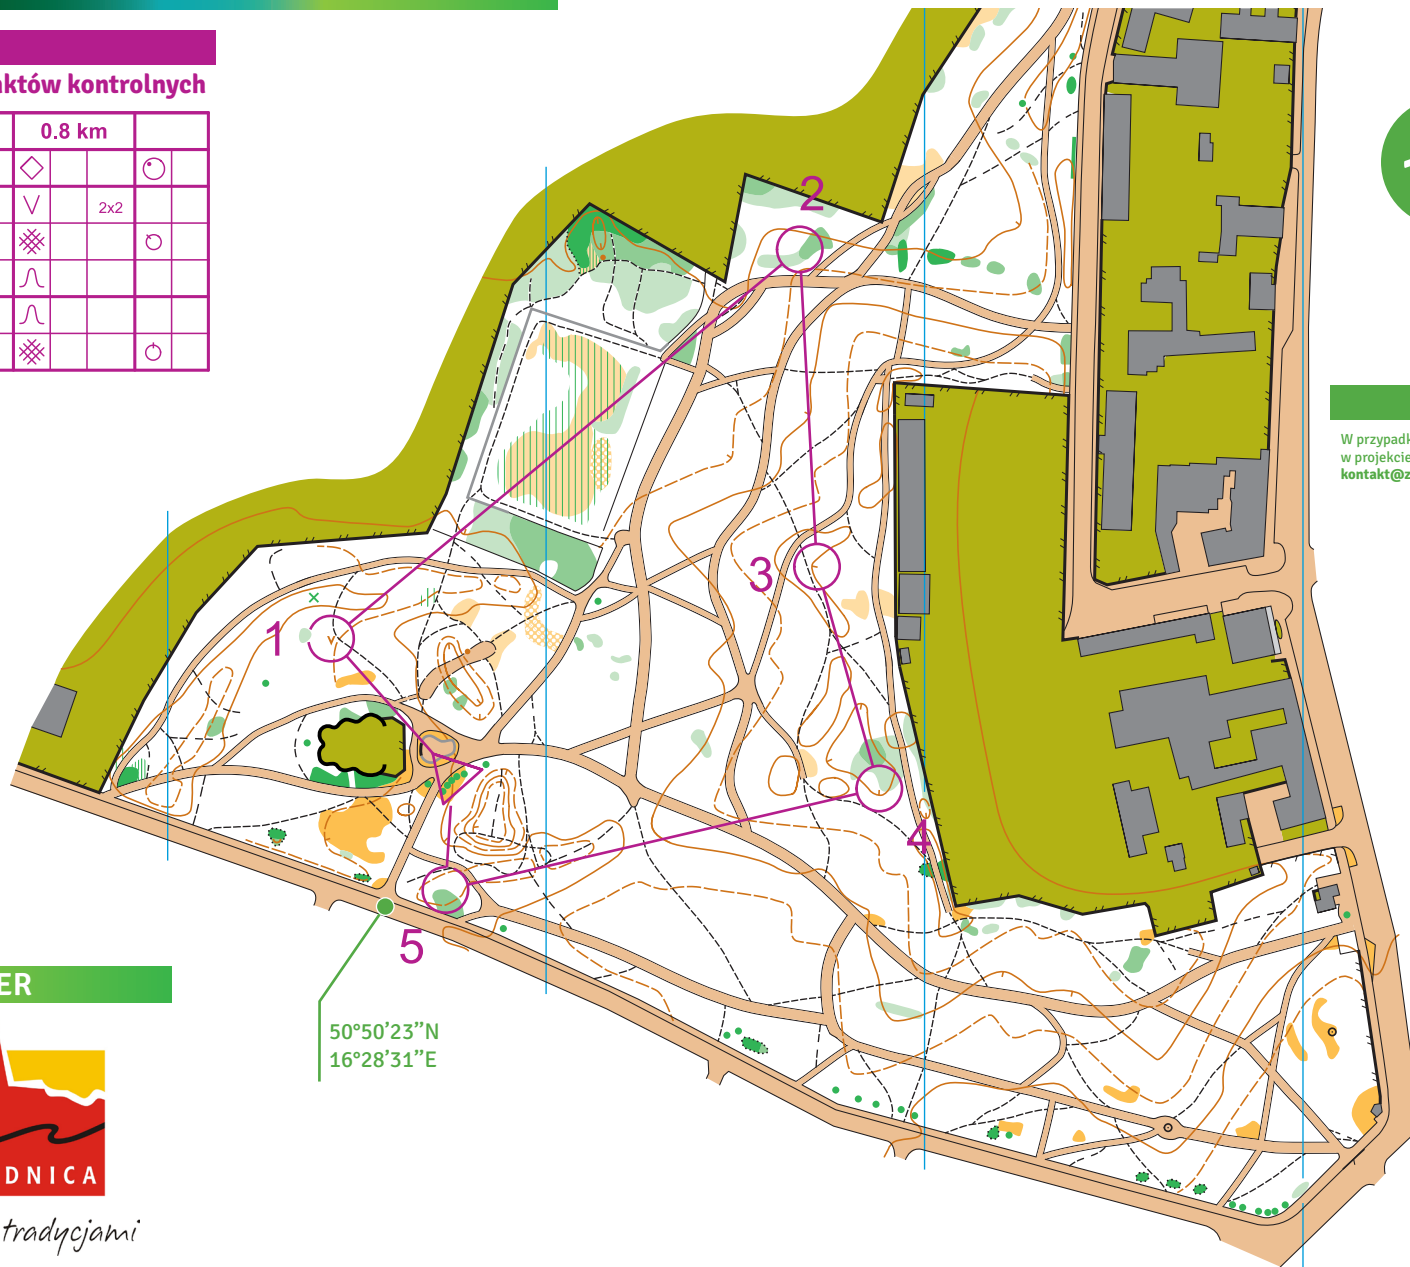 któw kontrolnych
0.8 km
2x2
2
1
3
4
5
W przypadk
w projekcie
kontakt@z
ER
50°50’23”N
16°28’31”E
DNICA
tradycjami